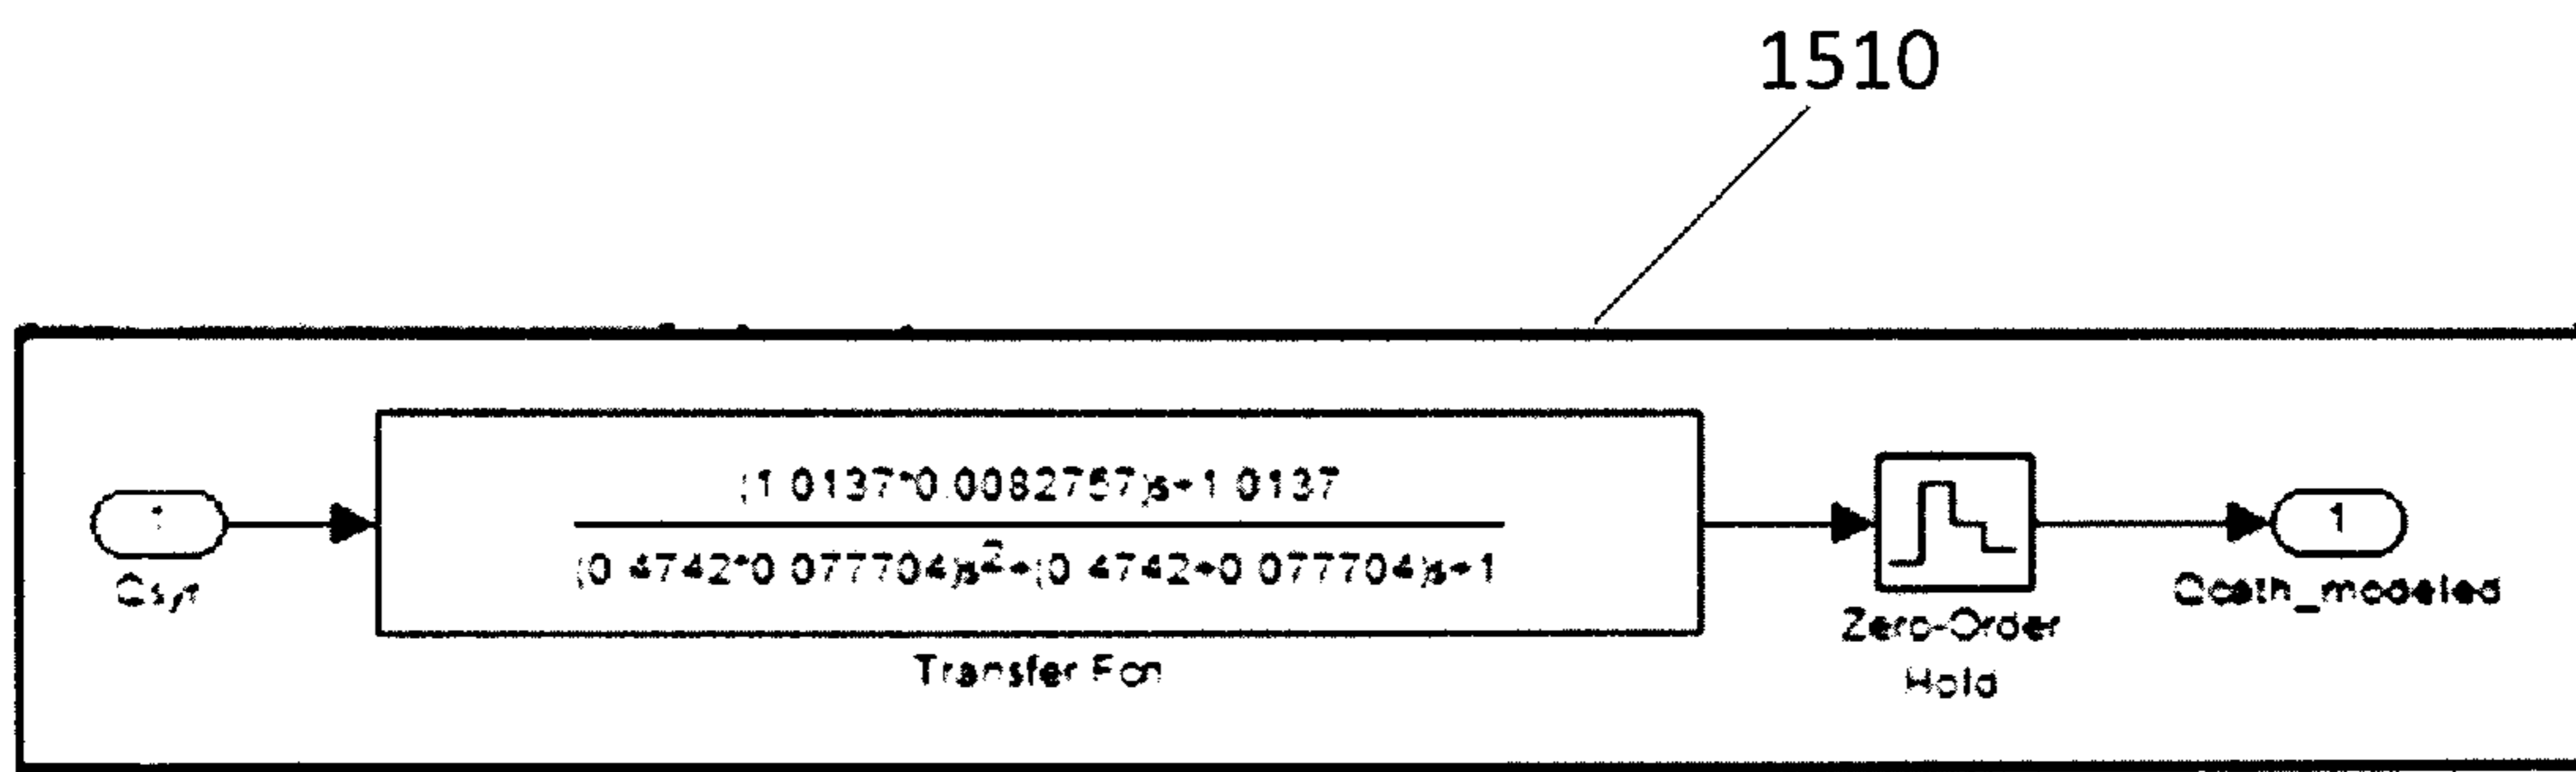 1510
(1.0137*0.0082757)s+1.0137
(0.4742*0.077704)s2+(0.4742+0.077704)s+1
1
1
Qsyr
Qcath_modeled
Zero-Order
Hold
Transfer Fcn